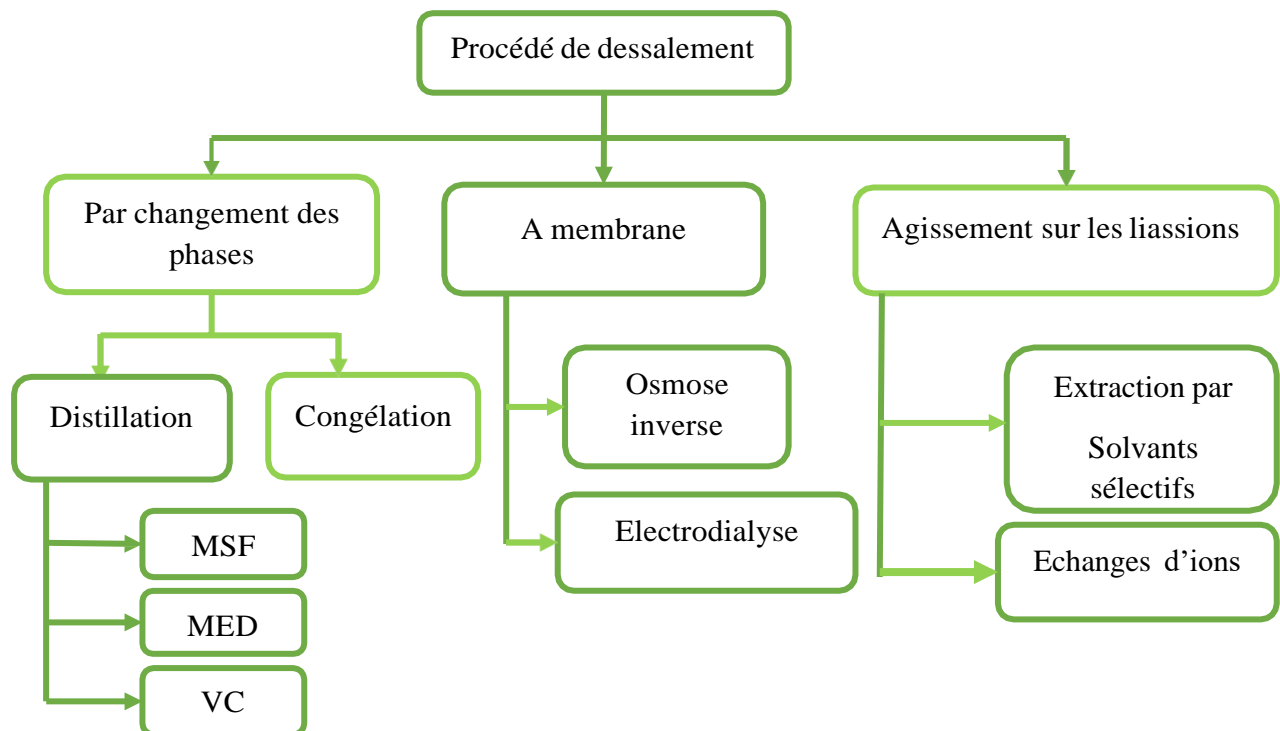 Procédé de dessalement
Par changement des
phases
A membrane
Agissement sur les liassions
Distillation
Congélation
Osmose
inverse
Extraction par
Solvants
sélectifs
Electrodialyse
Echanges d’ions
MSF
MED
VC